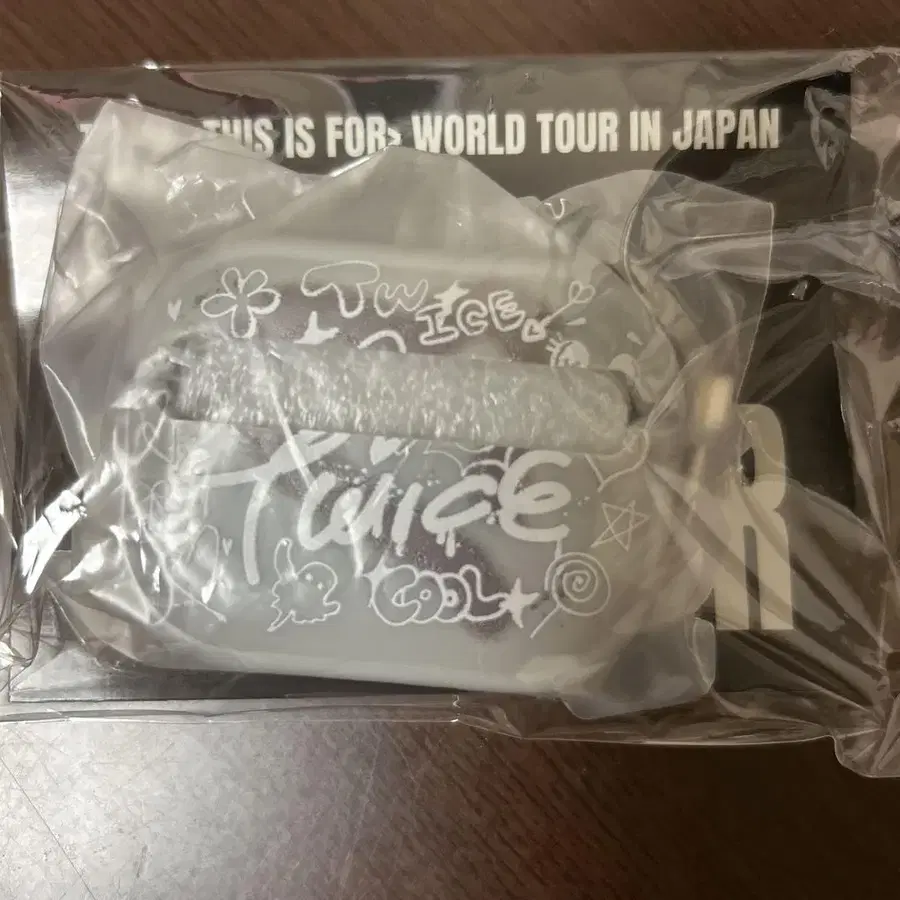 THIS IS FOR> WORLD TOUR IN JAPAN
TWICE
TWICE
COOL
R